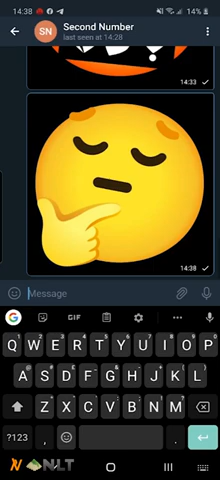 14:38
14%
SN
Second Number
last seen at 14:28
14:33
14:38
Message
G
GIF
Q W E R T Y U I O P
A S D F G H J K L
Z X C V B N M
?123 , .
NLT